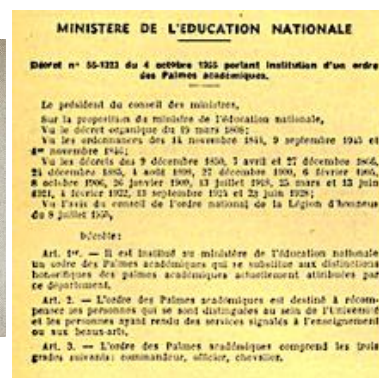 MINISTERE DE L'EDUCATION NATIONALE
Décret n° 55-1323 du 4 octobre 1955 portant institution d'un ordre
des Palmes académiques.
Le président du conseil des ministres,
Sur la proposition du ministre de l'éducation nationale,
Vu le décret organique du 19 mars 1808;
Vu les ordonnances des 14 novembre 1844, 9 septembre 1945 et
novembre 1846;
Vu les décrets des 9 décembre 1850, 7 avril et 27 décembre 1866,
24 décembre 1885, 4 août 1898, 27 décembre 1900, 6 février
8 octobre 1906, 26 janvier 1909, 13 juillet 25 mars et 13 juin
1921, 4 février 1922, 13 septembre 1924 et 23 juin 1928;
Vu l'avis du conseil de l'ordre national de la Légion d'honneur
du 8 juillet 1955,
Décrète:
Art. 1er. — Il est institué au ministère de l'éducation nationale
un ordre des Palmes académiques qui se substitue aux distinctions
honorifiques des palmes académiques actuellement attribuées par
ce département.
Art. 2. — L'ordre des Palmes académiques est destiné à récom-
penser les personnes qui se sont distinguées au sein de l'Université
et les personnes ayant rendu des services signalés à l'enseignement
ou aux beaux-arts.
Art. 3. — L'ordre des Palmes académiques comprend les trois
grades suivants: commandeur, officier, chevalier.